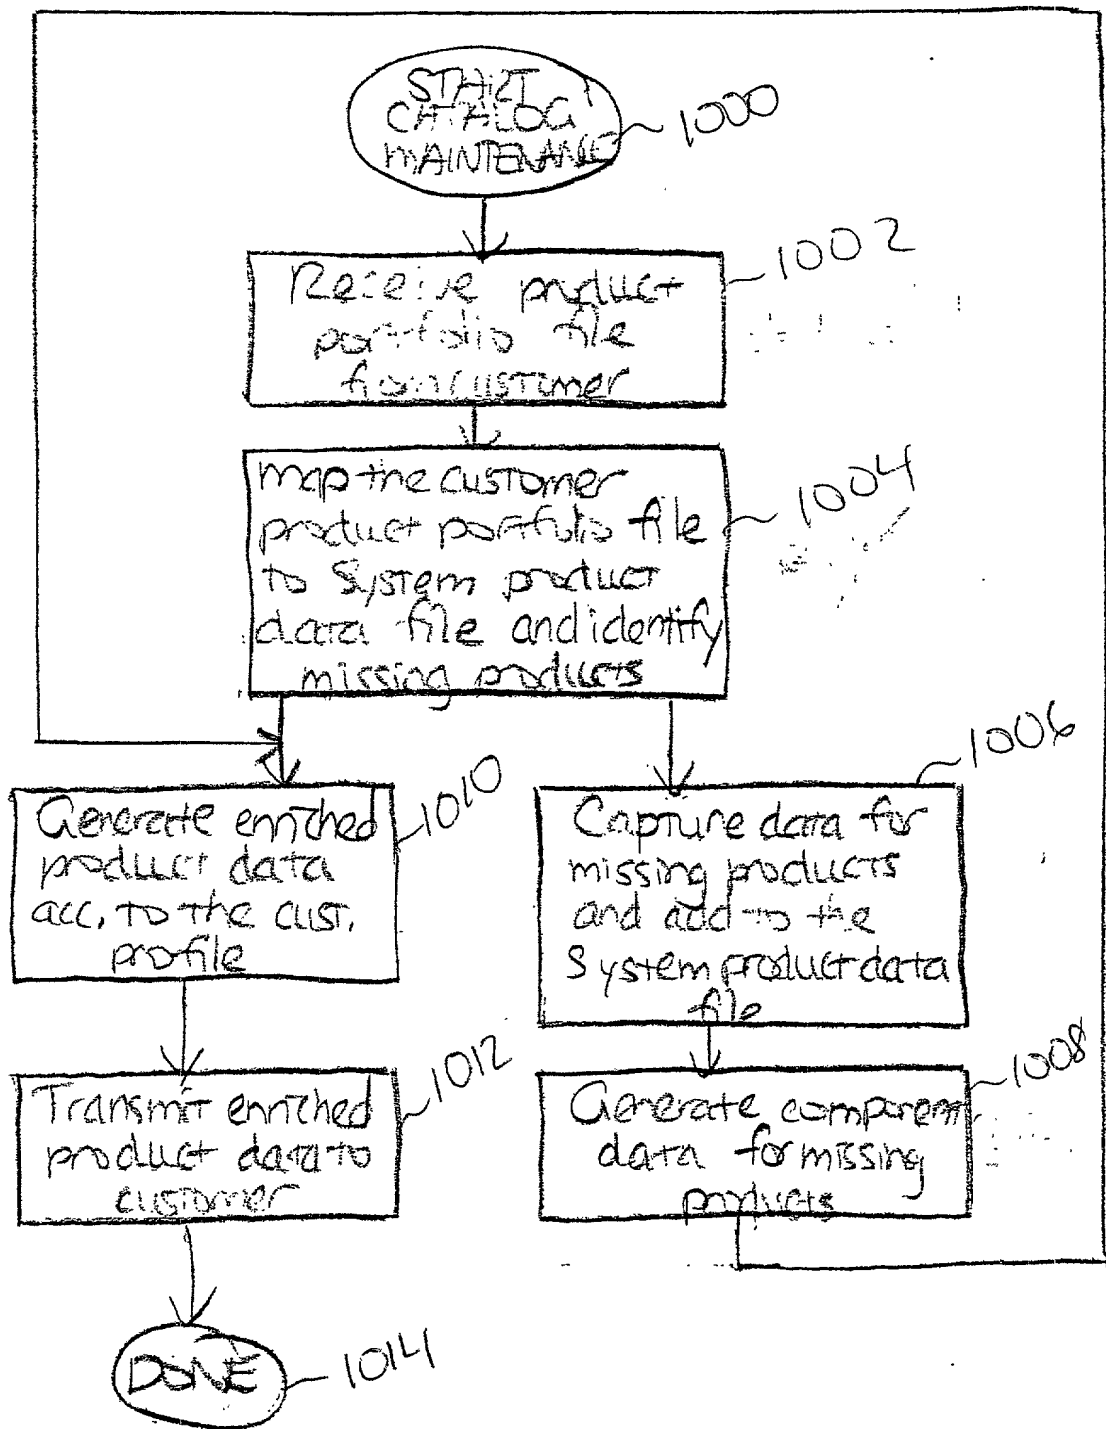 START
CATALOG
MAINTENANCE
1000
Receive product
portfolio file
from customer
1002
map the customer
product portfolio file
to System product
data file and identify
missing products
1004
Generate enriched
product data
acc. to the cust.
profile
1010
Capture data for
missing products
and add to the
System product data
file
1006
Transmit enriched
product data to
customer
1012
Generate component
data for missing
products
1008
DONE
1014